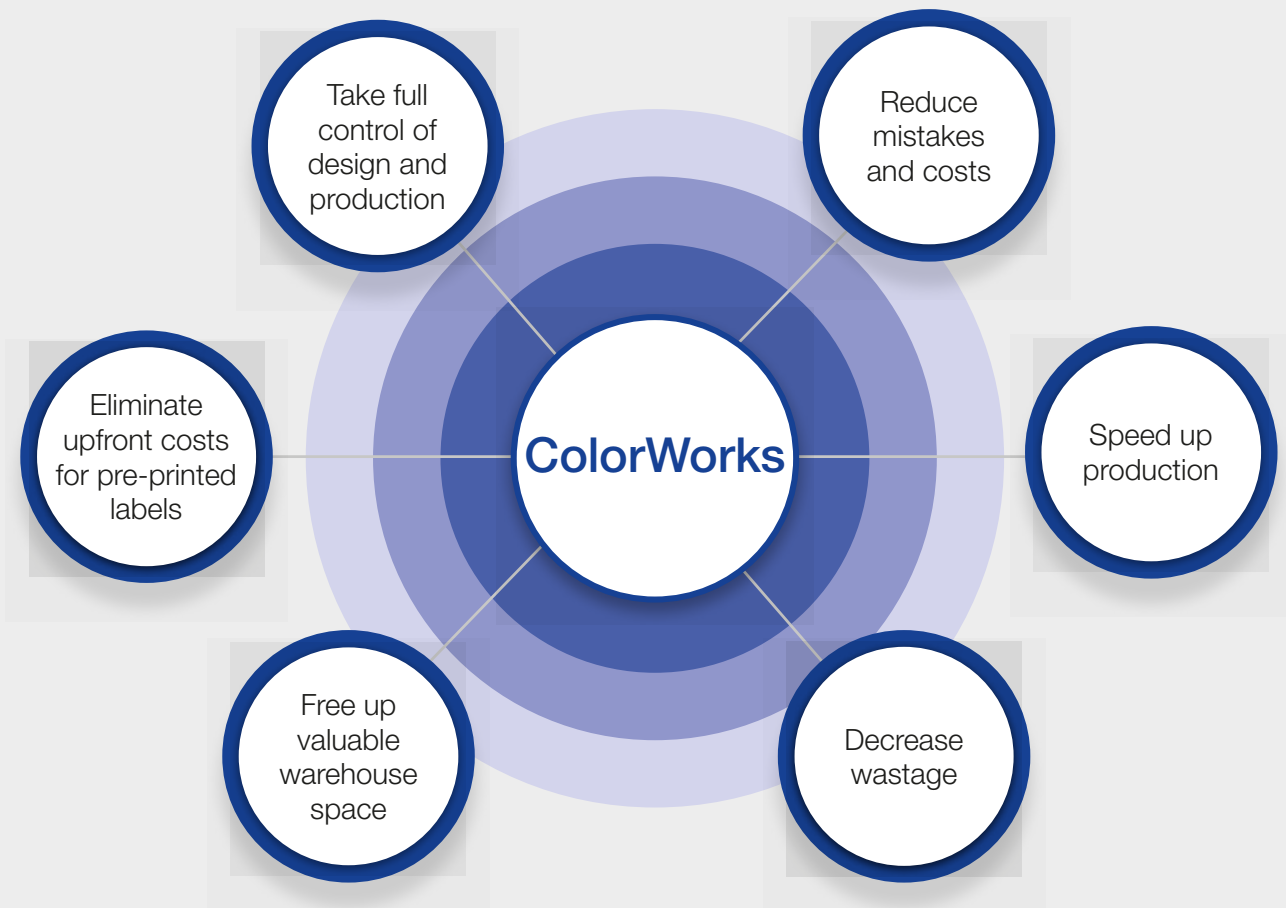 Take full
control of
design and
production
Reduce
mistakes
and costs
Eliminate
upfront costs
for pre-printed
labels
ColorWorks
Speed up
production
Free up
valuable
warehouse
space
Decrease
wastage